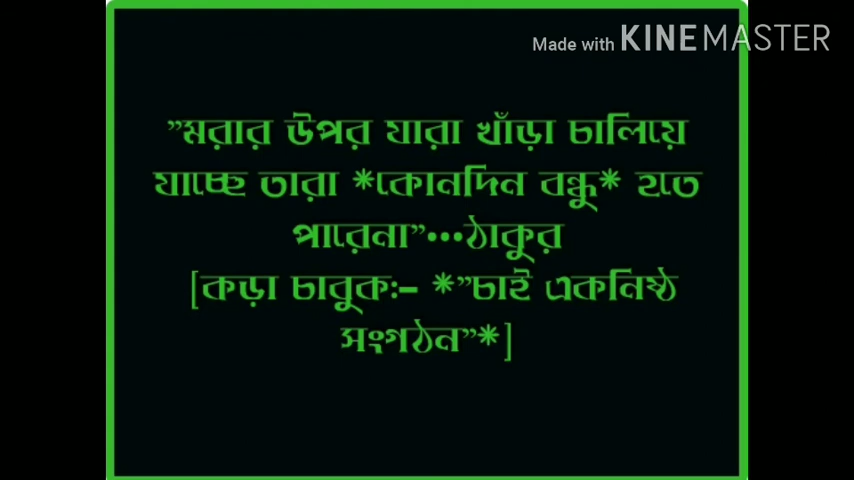 Made with KINEMASTER
”মরার উপর যারা খাঁড়া চালিয়ে
যাচ্ছে তারা *কোনদিন বন্ধু* হতে
পারেনা”•••ঠাকুর
[কড়া চাবুকঃ– *”চাই একনিষ্ঠ
সংগঠন”*]